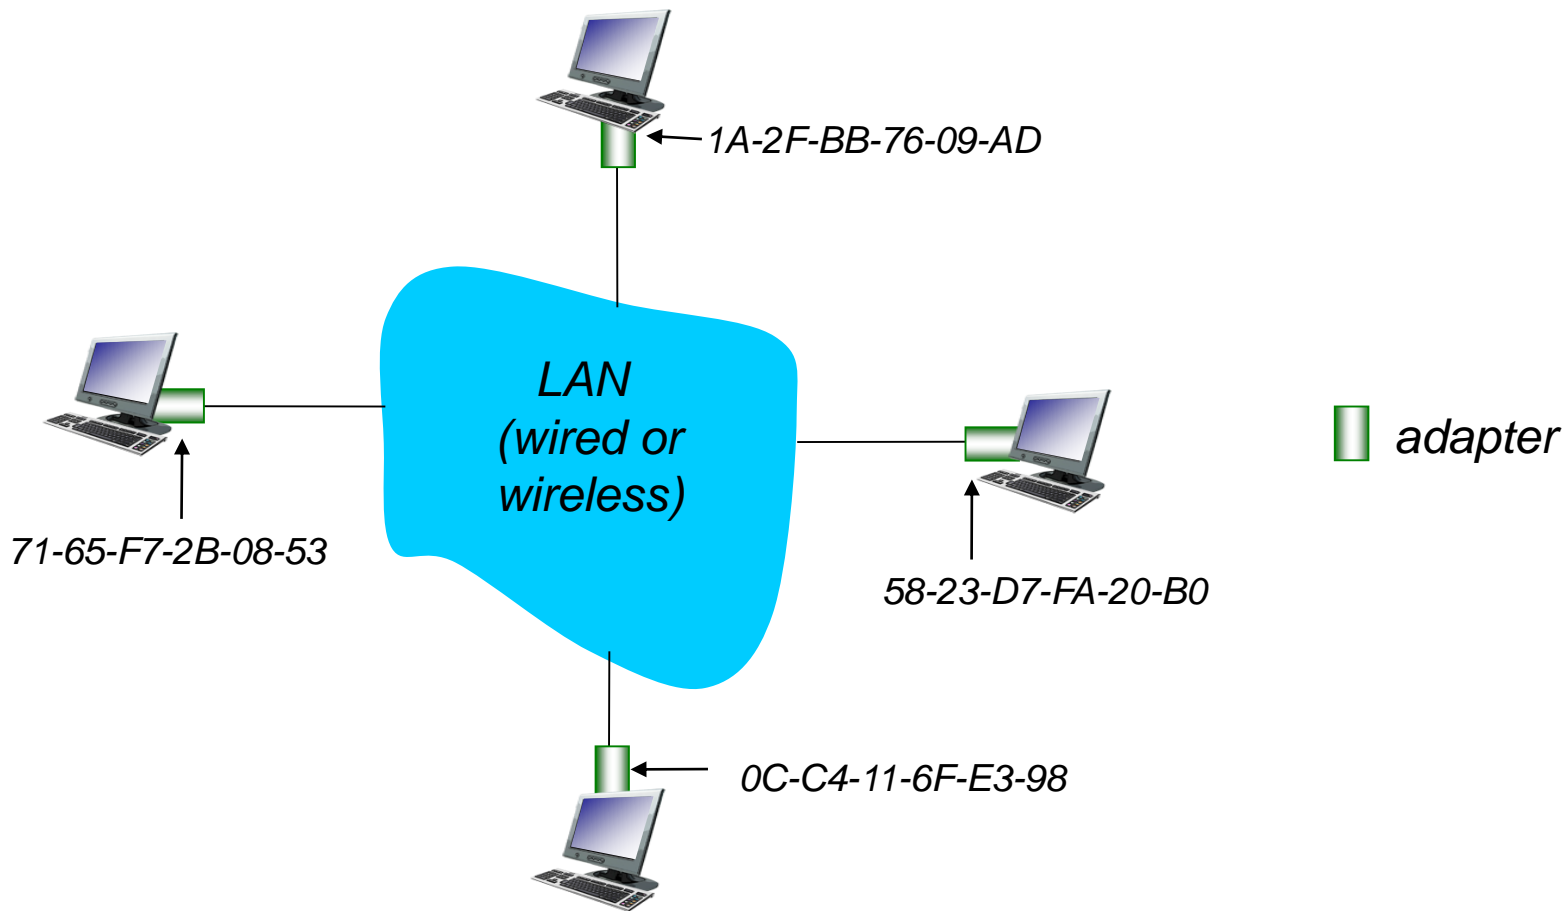 1A-2F-BB-76-09-AD
LAN
(wired or
wireless)
adapter
71-65-F7-2B-08-53
58-23-D7-FA-20-B0
0C-C4-11-6F-E3-98